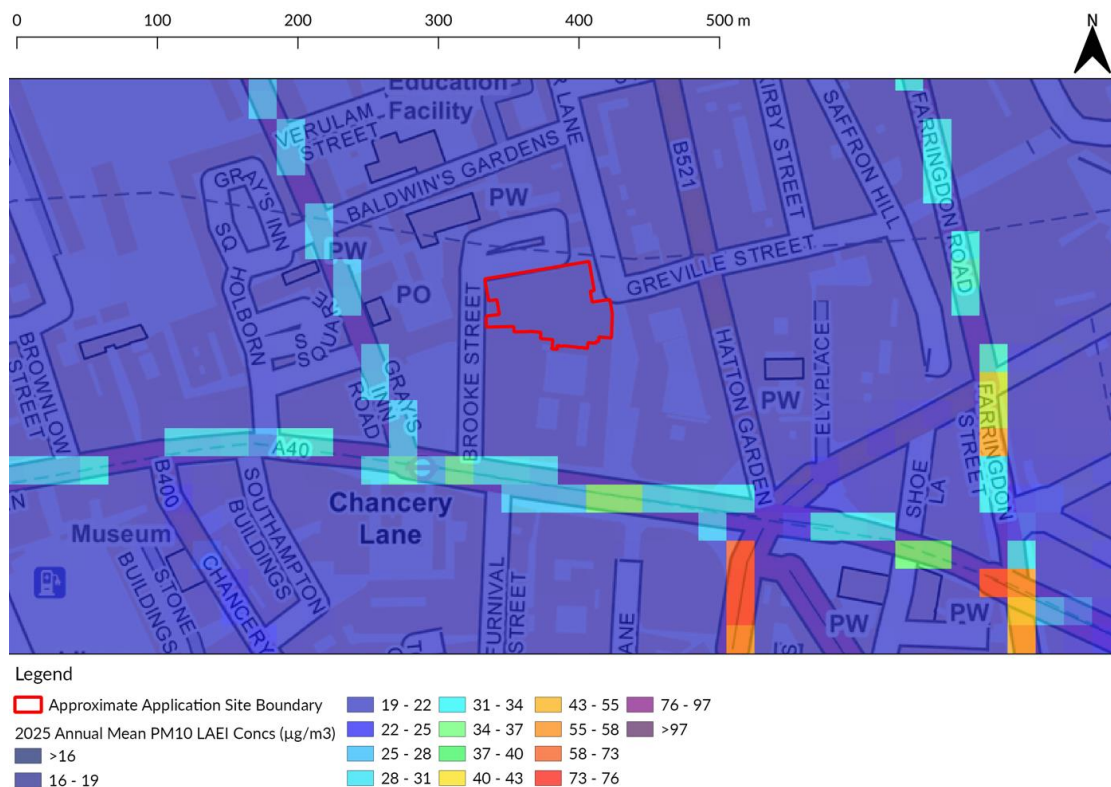 0 100 200 300 400 500 m
N
Education
Facility
VERULAM
STREET
BALDWIN'S GARDENS
R LANE
B521
IRBY STREET
SAFFRON HILL
FARRINGDON ROAD
GRAY'S INN
SQ
PW
PW
HOLBORN
SQUARE
S
S
PO
GRAY'S
INN
ROAD
BROOKE STREET
GREVILLE STREET
HATTON GARDEN
ELY PLACE
PW
BROWNLOW
STREET
A40
B400
Chancery
Lane
Museum
SOUTHAMPTON
BUILDINGS
STONE
BUILDINGS
CHANCERY
FURNIVAL
STREET
LANE
SHOE
LA
FARRINGDON
STREET
PW
PW
Legend
Approximate Application Site Boundary
2025 Annual Mean PM10 LAEI Concs (µg/m3)
>16
16 - 19
19 - 22
22 - 25
25 - 28
28 - 31
31 - 34
34 - 37
37 - 40
40 - 43
43 - 55
55 - 58
58 - 73
73 - 76
76 - 97
>97